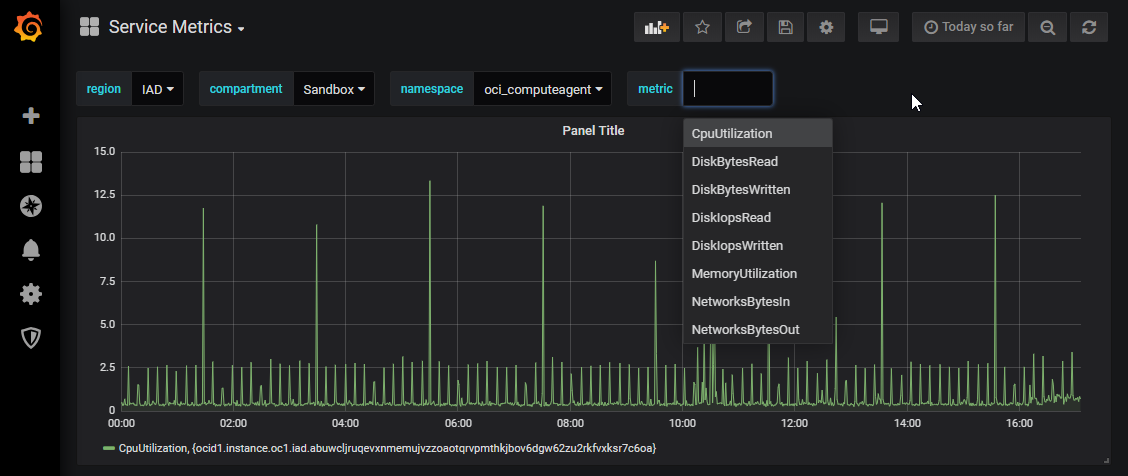 Service Metrics
Today so far
region IAD compartment Sandbox namespace oci_computeagent metric
Panel Title
CpuUtilization
DiskBytesRead
DiskBytesWritten
DiskIopsRead
DiskIopsWritten
MemoryUtilization
NetworksBytesIn
NetworksBytesOut
15.0
12.5
10.0
7.5
5.0
2.5
0
00:00 02:00 04:00 06:00 08:00 10:00 12:00 14:00 16:00
CpuUtilization, {ocid1.instance.oc1.iad.abuwcljruqevxnmemujvzzoaotqrvpmthkjbov6dgw62zu2rkfvxksr7c6oa}